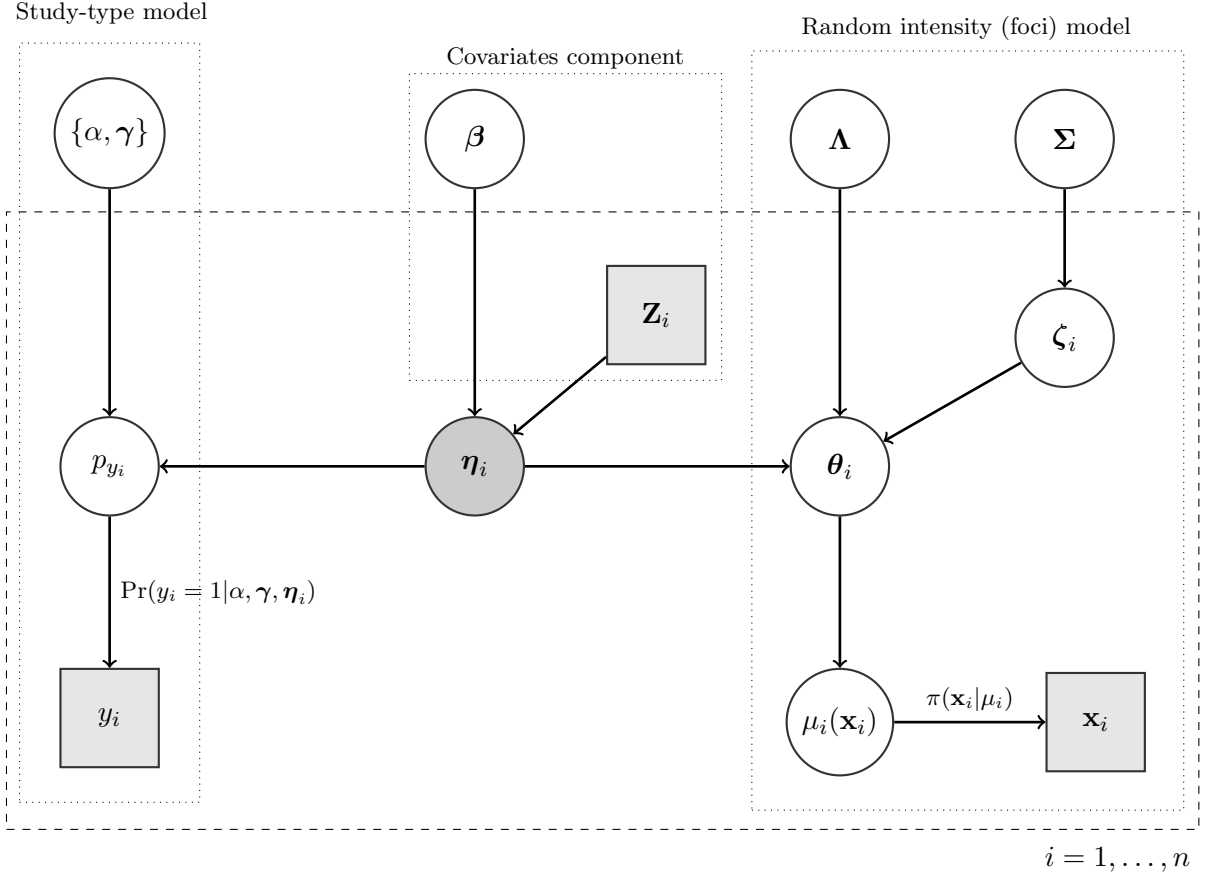 Study-type model
Random intensity (foci) model
Covariates component
{α, γ}
β
Λ
Σ
Z_i
ζ_i
p_{y_i}
η_i
θ_i
Pr(y_i = 1|α, γ, η_i)
y_i
μ_i(x_i)
π(x_i|μ_i)
x_i
i = 1, . . . , n